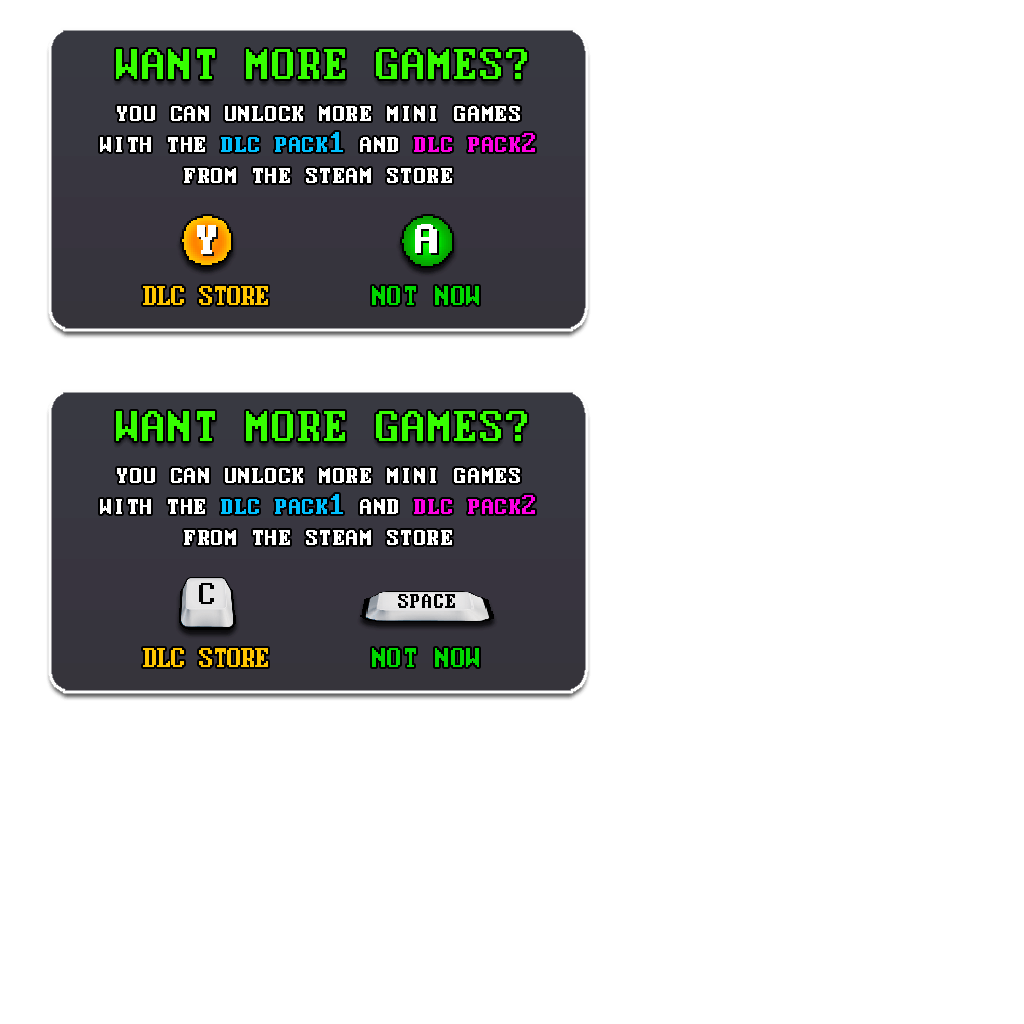 WANT MORE GAMES?
YOU CAN UNLOCK MORE MINI GAMES
WITH THE DLC PACK1 AND DLC PACK2
FROM THE STEAM STORE
Y A
DLC STORE NOT NOW
WANT MORE GAMES?
YOU CAN UNLOCK MORE MINI GAMES
WITH THE DLC PACK1 AND DLC PACK2
FROM THE STEAM STORE
C SPACE
DLC STORE NOT NOW